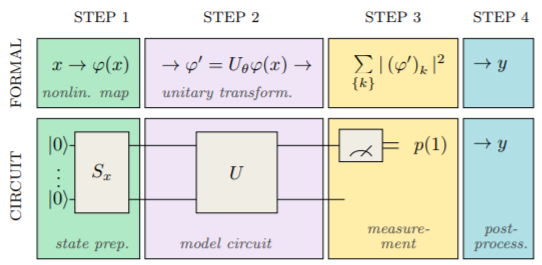 STEP 1 STEP 2 STEP 3 STEP 4
FORMAL
x → φ(x) → φ′ = U_θφ(x) → ∑_{k} | (φ′)_k |² → y
nonlin. map unitary transform.
CIRCUIT
|0⟩ p(1) → y
⋮ S_x U
|0⟩
state prep. model circuit measure-
ment post-
process.